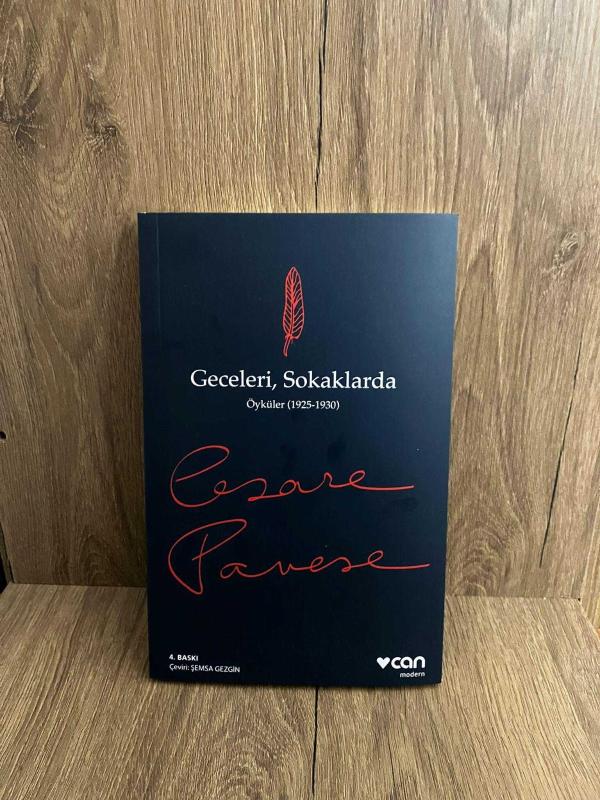 Geceleri, Sokaklarda
Öyküler (1925-1930)
Cesare
Pavese
4. BASKI
Çeviri: ŞEMSA GEZGİN
can
modern